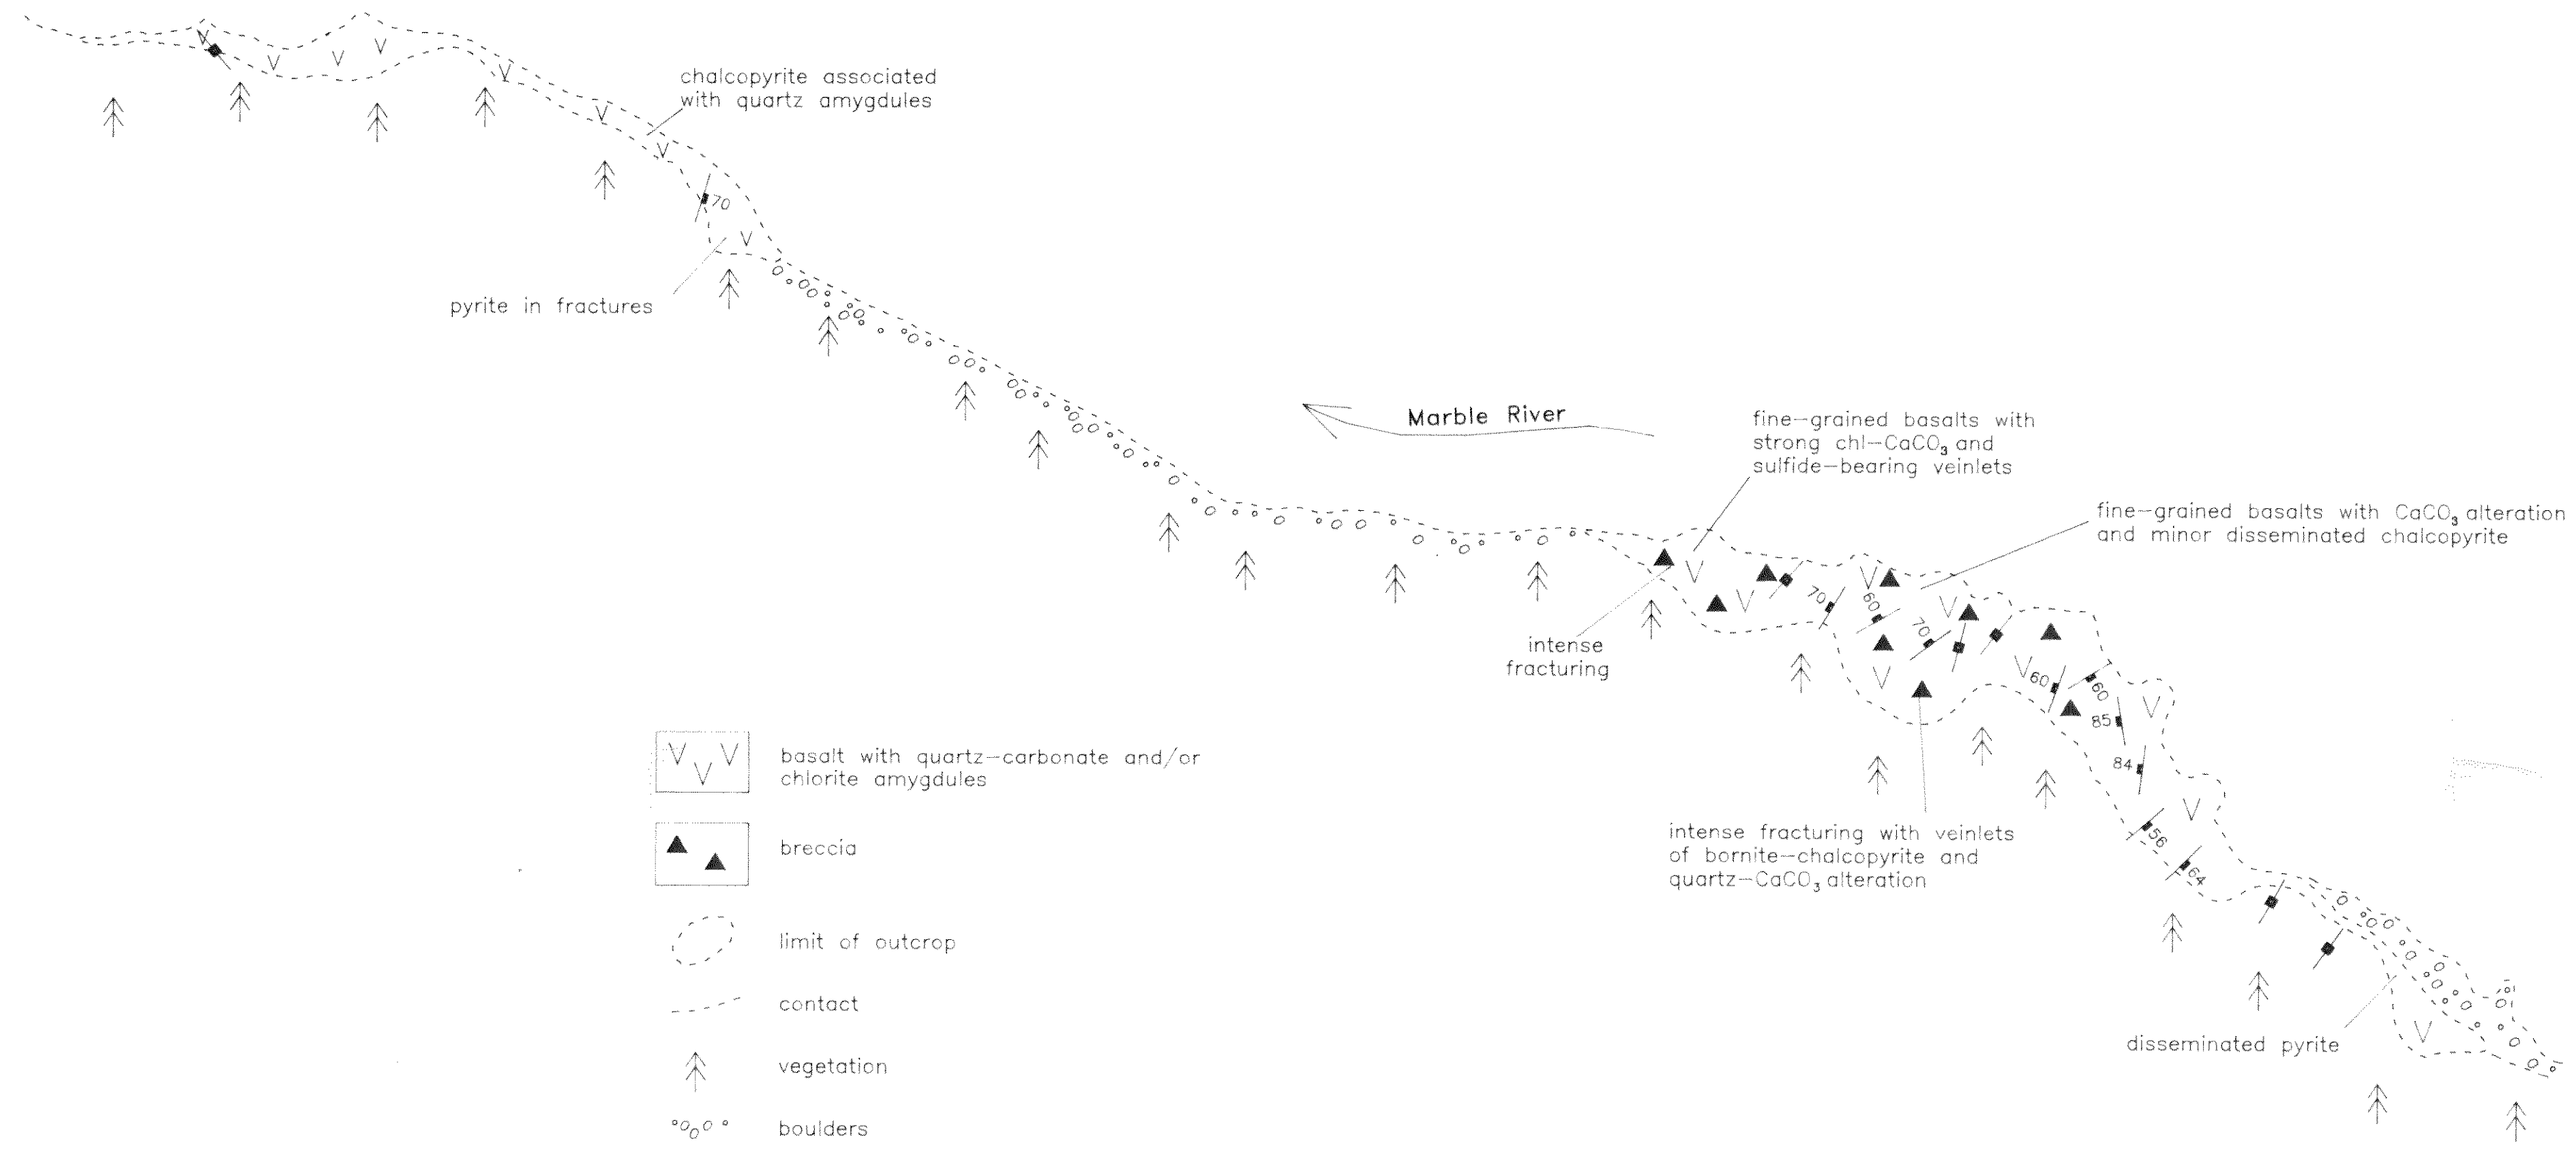 chalcopyrite associated
with quartz amygdules
70
pyrite in fractures
Marble River
fine-grained basalts with
strong chl-CaCO₃ and
sulfide-bearing veinlets
fine-grained basalts with CaCO₃ alteration
and minor disseminated chalcopyrite
70
60
70
intense
fracturing
60
60
85
84
56
64
intense fracturing with veinlets
of bornite-chalcopyrite and
quartz-CaCO₃ alteration
disseminated pyrite
basalt with quartz-carbonate and/or
chlorite amygdules
breccia
limit of outcrop
contact
vegetation
boulders